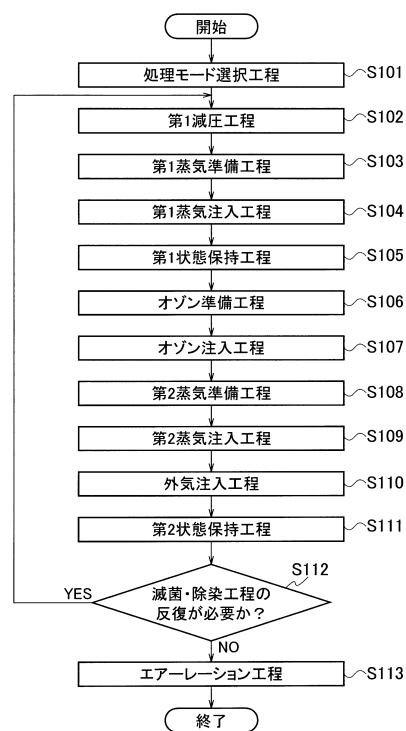 開始
処理モード選択工程
S101
第1減圧工程
S102
第1蒸気準備工程
S103
第1蒸気注入工程
S104
第1状態保持工程
S105
オゾン準備工程
S106
オゾン注入工程
S107
第2蒸気準備工程
S108
第2蒸気注入工程
S109
外気注入工程
S110
第2状態保持工程
S111
S112
YES
滅菌・除染工程の
反復が必要か?
NO
エアーレーション工程
S113
終了